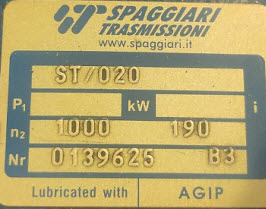 SPAGGIARI
TRASMISSIONI
www.spaggiari.it
ST/020
P1 kW i
n2 1000 190
Nr 0139625 B3
Lubricated with AGIP